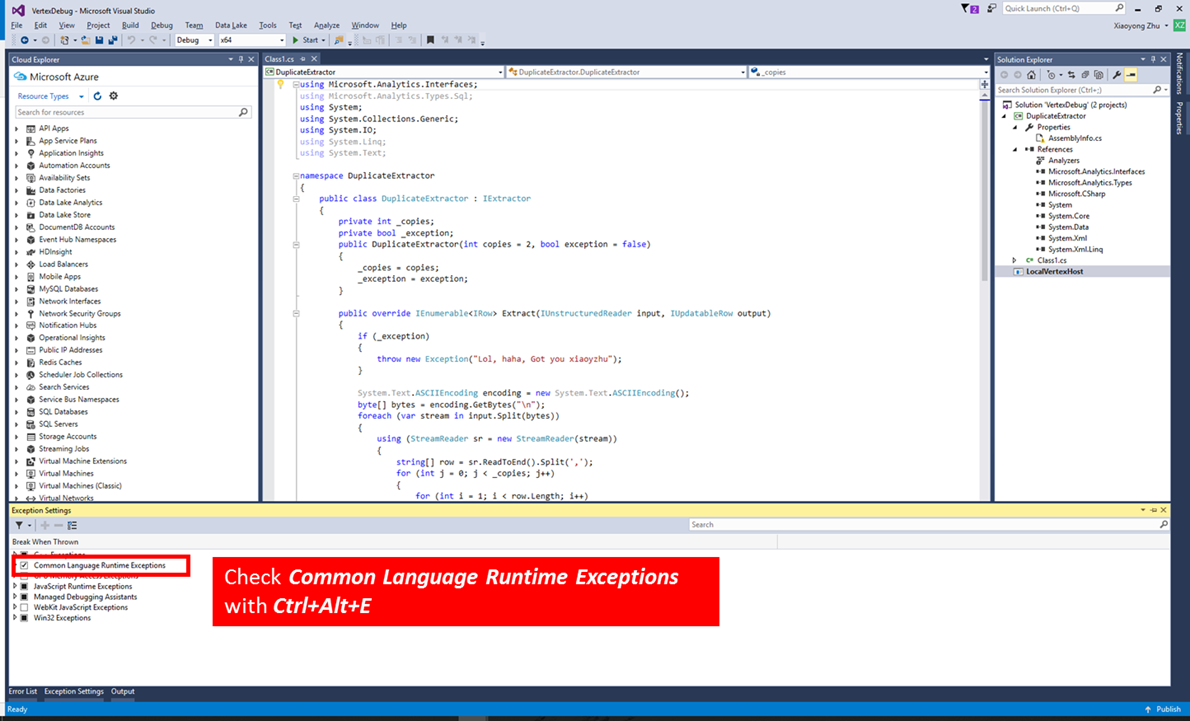 VertexDebug - Microsoft Visual Studio
2
Quick Launch (Ctrl+Q)
File Edit View Project Build Debug Team Data Lake Tools Test Analyze Window Help
Xiaoyong Zhu XZ
Debug x64 Start
Cloud Explorer
Microsoft Azure
Resource Types
Search for resources
API Apps
App Service Plans
Application Insights
Automation Accounts
Availability Sets
Data Factories
Data Lake Analytics
Data Lake Store
DocumentDB Accounts
Event Hub Namespaces
HDInsight
Load Balancers
Mobile Apps
MySQL Databases
Network Interfaces
Network Security Groups
Notification Hubs
Operational Insights
Public IP Addresses
Redis Caches
Scheduler Job Collections
Search Services
Service Bus Namespaces
SQL Databases
SQL Servers
Storage Accounts
Streaming Jobs
Virtual Machine Extensions
Virtual Machines
Virtual Machines (Classic)
Virtual Networks
Class1.cs
DuplicateExtractor DuplicateExtractor.DuplicateExtractor _copies
using Microsoft.Analytics.Interfaces;
using Microsoft.Analytics.Types.Sql;
using System;
using System.Collections.Generic;
using System.IO;
using System.Linq;
using System.Text;
namespace DuplicateExtractor
{
public class DuplicateExtractor : IExtractor
{
private int _copies;
private bool _exception;
public DuplicateExtractor(int copies = 2, bool exception = false)
{
_copies = copies;
_exception = exception;
}
public override IEnumerable<IRow> Extract(IUnstructuredReader input, IUpdatableRow output)
{
if (_exception)
{
throw new Exception("Lol, haha, Got you xiaoyzhu");
}
System.Text.ASCIIEncoding encoding = new System.Text.ASCIIEncoding();
byte[] bytes = encoding.GetBytes("\n");
foreach (var stream in input.Split(bytes))
{
using (StreamReader sr = new StreamReader(stream))
{
string[] row = sr.ReadToEnd().Split(',');
for (int j = 0; j < _copies; j++)
{
for (int i = 1; i < row.Length; i++)
Solution Explorer
Search Solution Explorer (Ctrl+;)
Solution 'VertexDebug' (2 projects)
DuplicateExtractor
Properties
AssemblyInfo.cs
References
Analyzers
Microsoft.Analytics.Interfaces
Microsoft.Analytics.Types
Microsoft.CSharp
System
System.Core
System.Data
System.Xml
System.Xml.Linq
Class1.cs
LocalVertexHost
Notifications
Properties
Exception Settings
Search
Break When Thrown
C++ Exceptions
Common Language Runtime Exceptions
GPU Memory Access Exceptions
JavaScript Runtime Exceptions
Managed Debugging Assistants
WebKit JavaScript Exceptions
Win32 Exceptions
Check Common Language Runtime Exceptions
with Ctrl+Alt+E
Error List Exception Settings Output
Ready
Publish